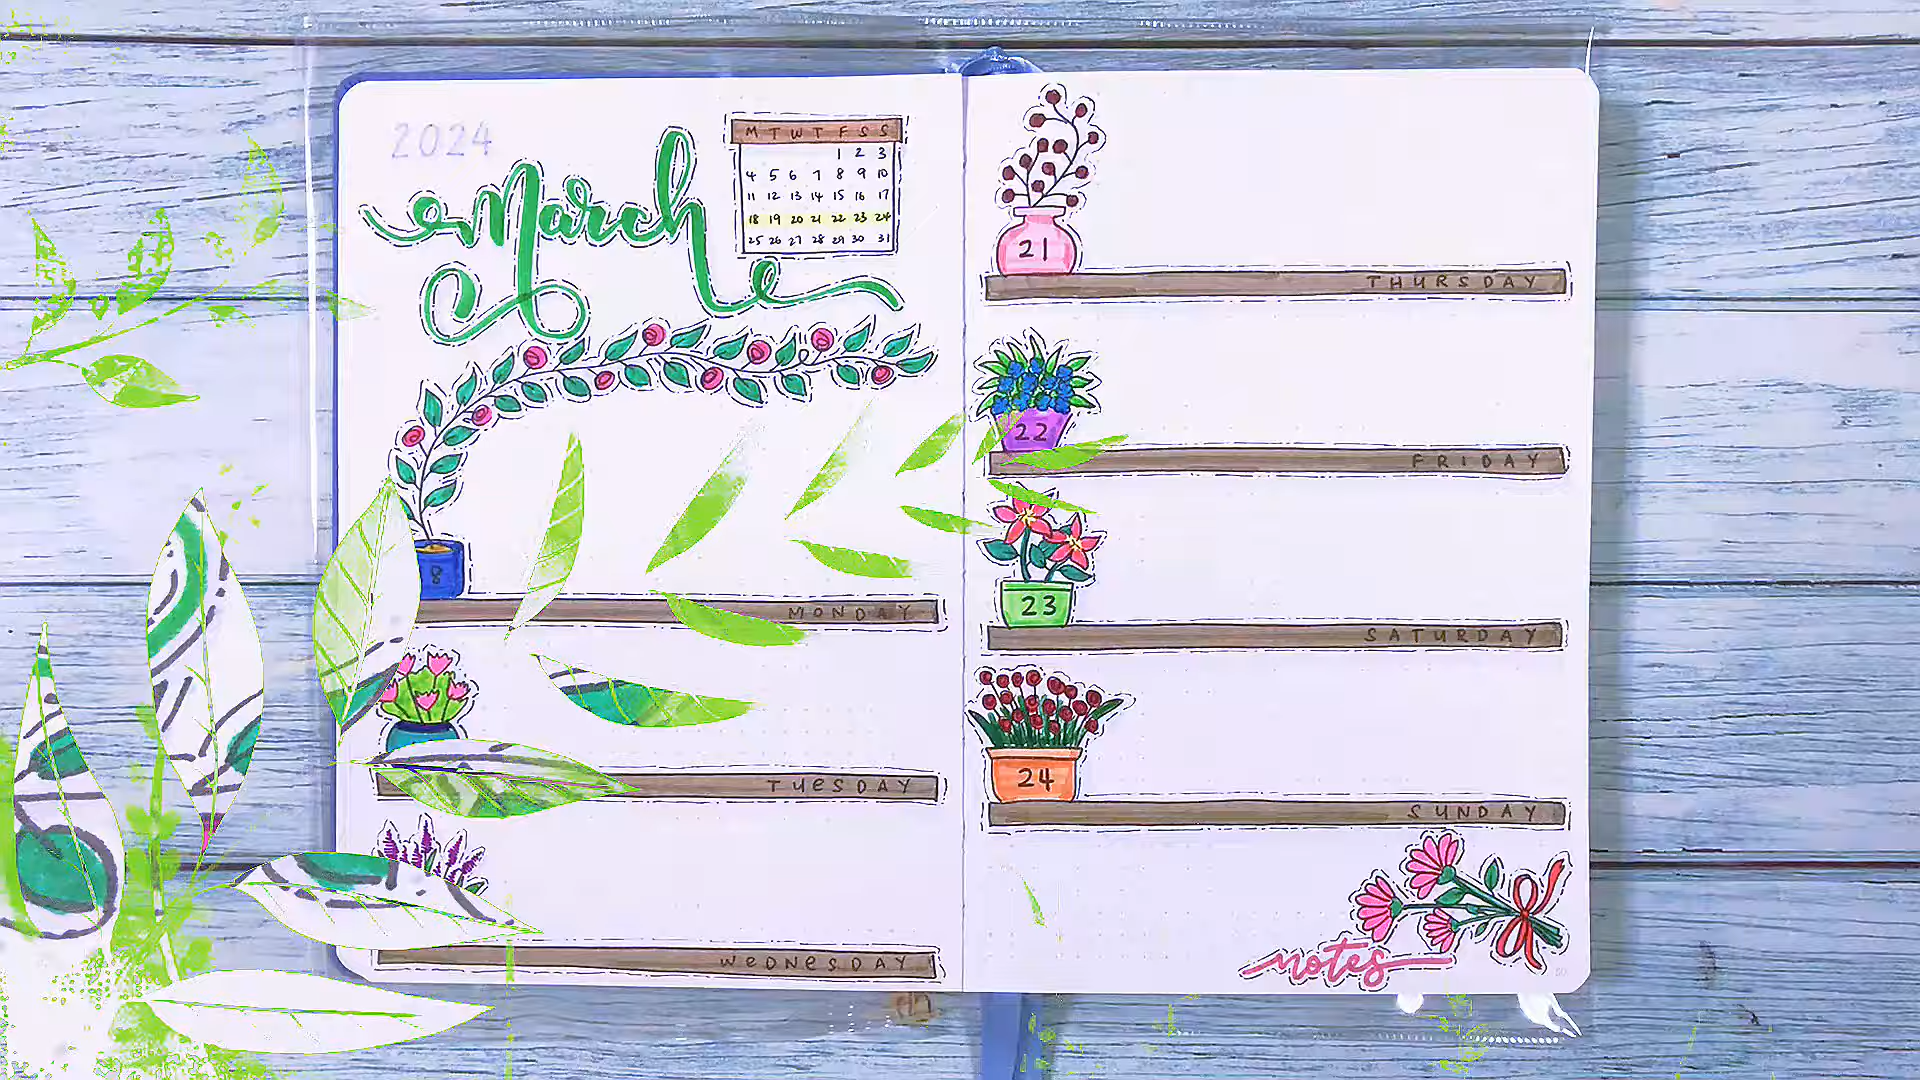 2024
March
M T W T F S S
1 2 3
4 5 6 7 8 9 10
11 12 13 14 15 16 17
18 19 20 21 22 23 24
25 26 27 28 29 30 31
8
MONDAY
TUESDAY
WEDNESDAY
21
THURSDAY
22
FRIDAY
23
SATURDAY
24
SUNDAY
notes